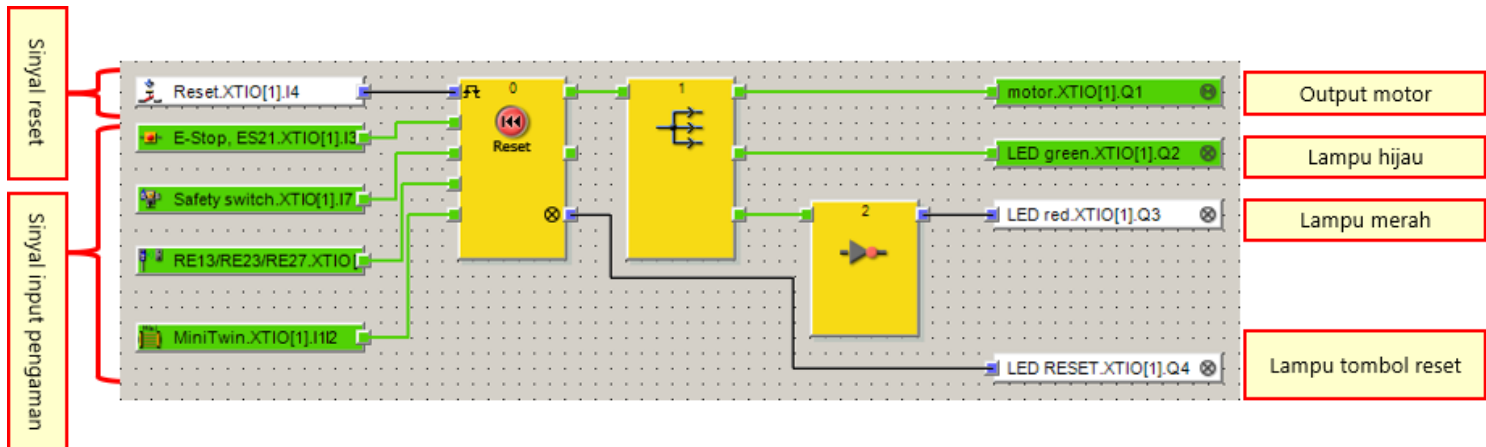 Sinyal reset
Sinyal input pengaman
Reset.XTIO[1].I4
E-Stop, ES21.XTIO[1].I3
Safety switch.XTIO[1].I7
RE13/RE23/RE27.XTIO[
MiniTwin.XTIO[1].I1I2
0
Reset
1
2
motor.XTIO[1].Q1
LED green.XTIO[1].Q2
LED red.XTIO[1].Q3
LED RESET.XTIO[1].Q4
Output motor
Lampu hijau
Lampu merah
Lampu tombol reset